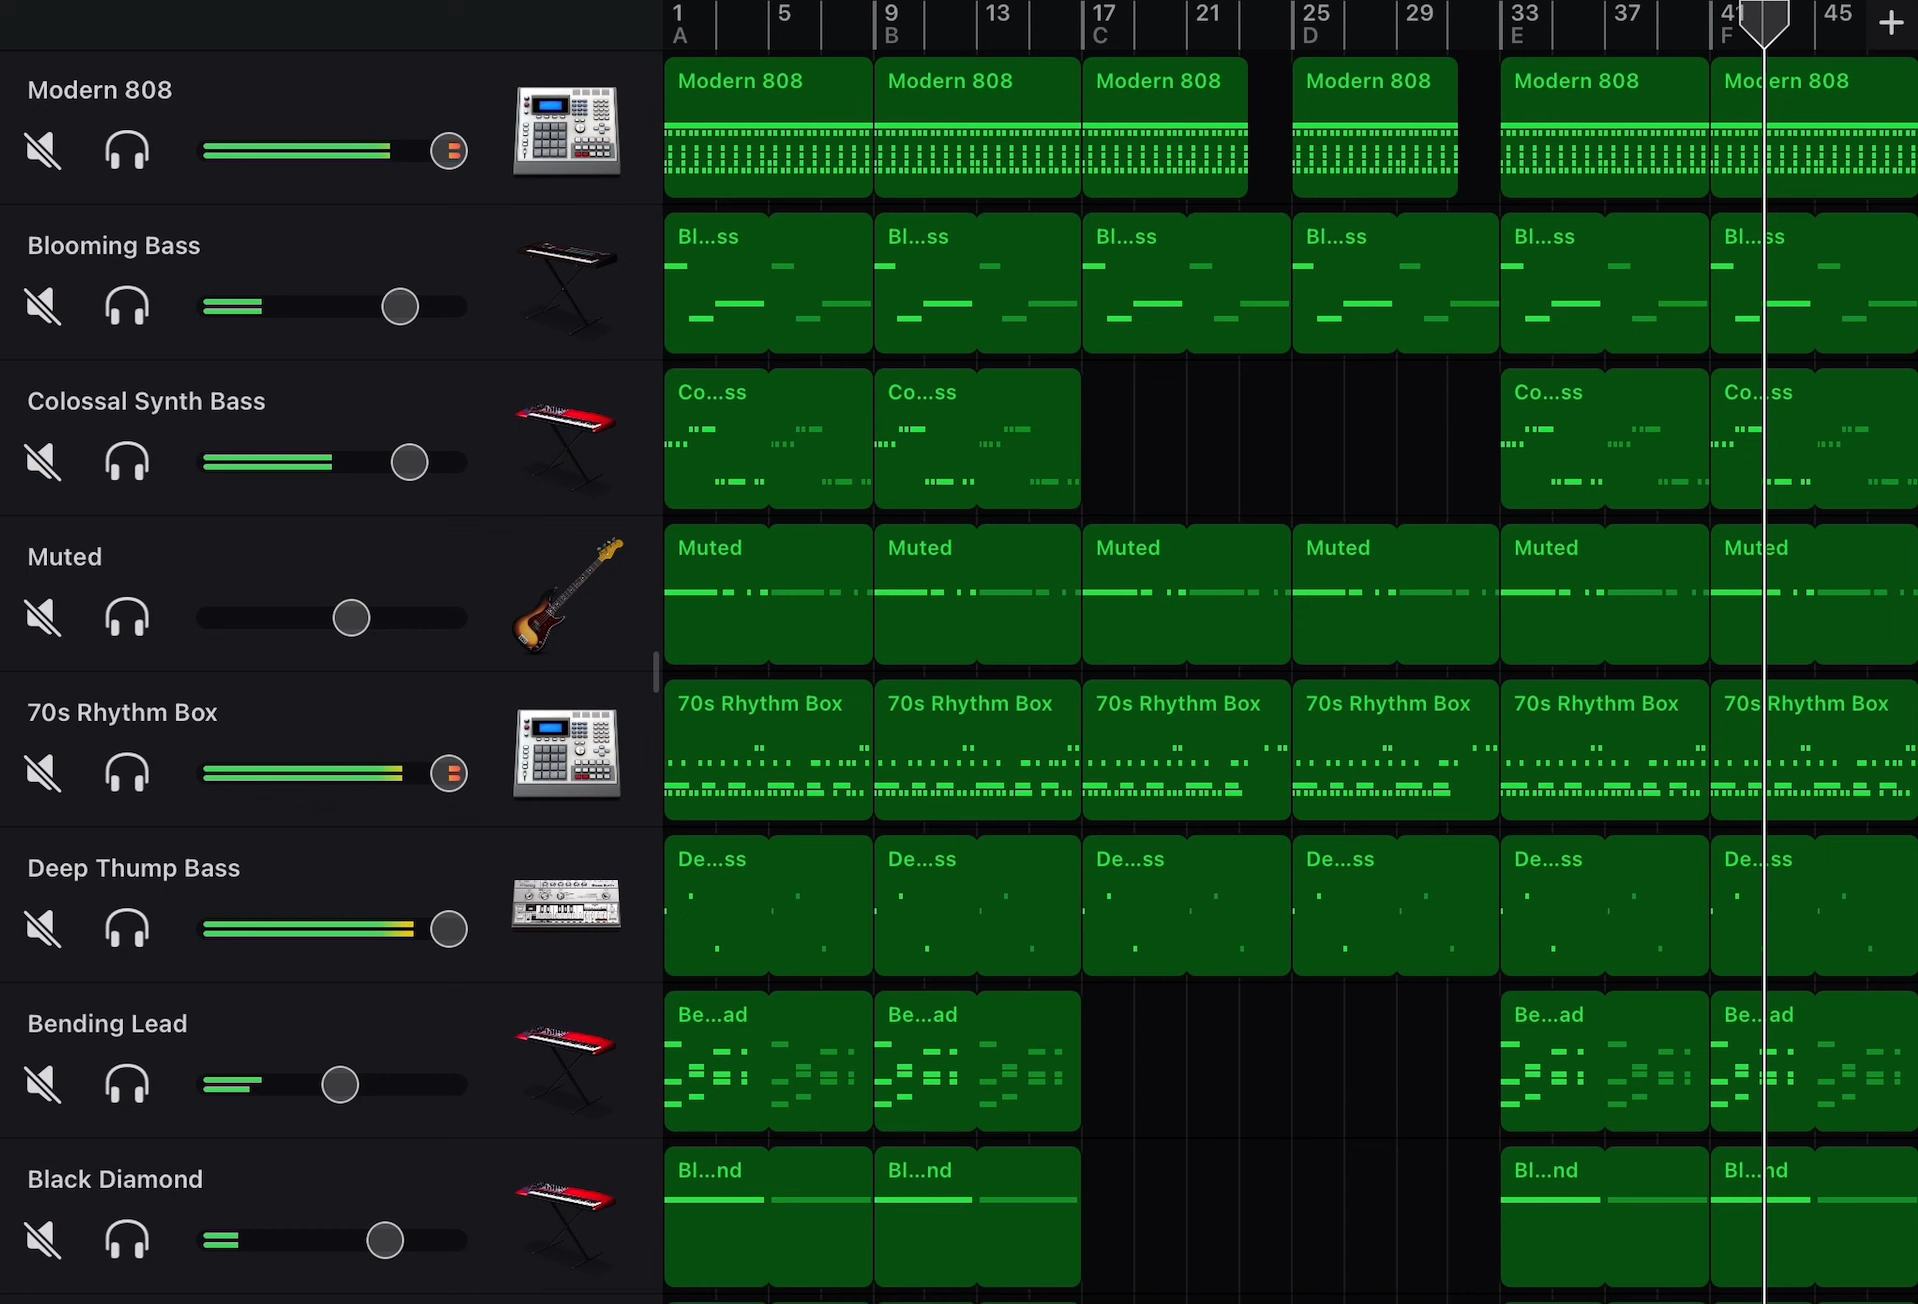 1 5 9 13 17 21 25 29 33 37 41 45
A B C D E F
Modern 808
Modern 808 Modern 808 Modern 808 Modern 808 Modern 808 Modern 808
Blooming Bass
Bl...ss Bl...ss Bl...ss Bl...ss Bl...ss Bl...ss
Colossal Synth Bass
Co...ss Co...ss Co...ss Co...ss
Muted
Muted Muted Muted Muted Muted Muted
70s Rhythm Box
70s Rhythm Box 70s Rhythm Box 70s Rhythm Box 70s Rhythm Box 70s Rhythm Box 70s Rhythm Box
Deep Thump Bass
De...ss De...ss De...ss De...ss De...ss De...ss
Bending Lead
Be...ad Be...ad Be...ad Be...ad
Black Diamond
Bl...nd Bl...nd Bl...nd Bl...nd